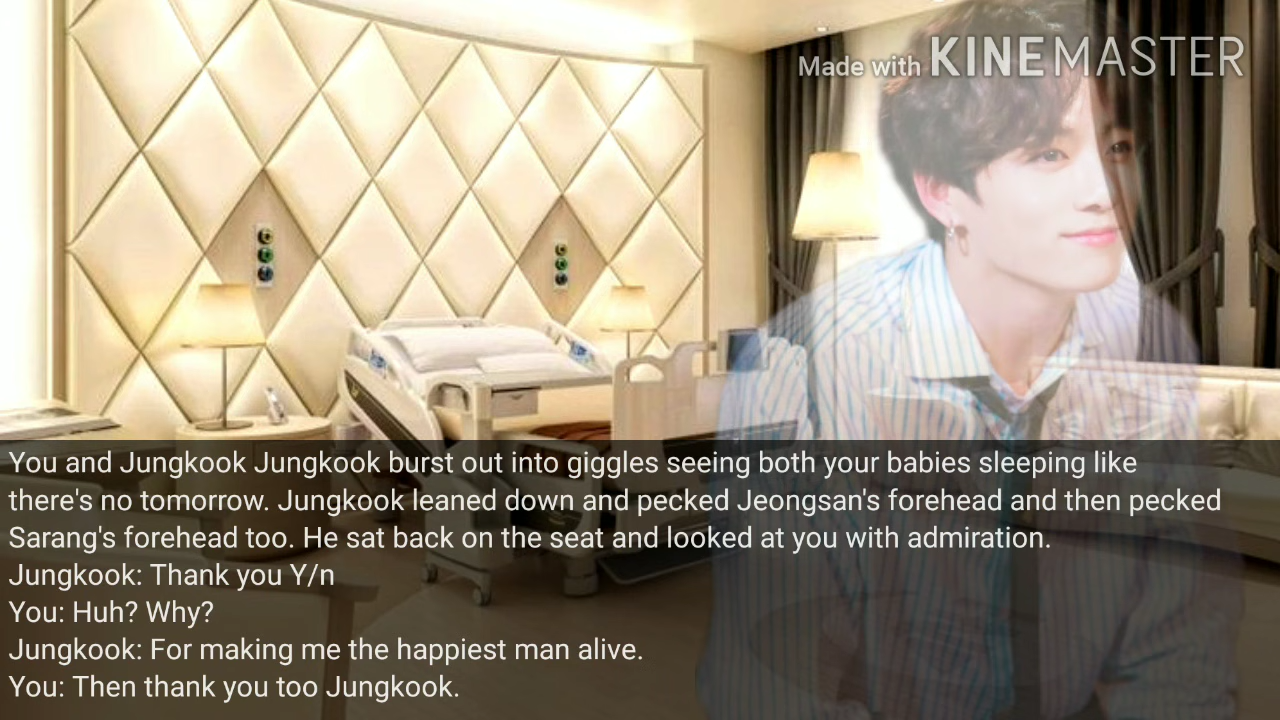 Made with KINEMASTER
You and Jungkook Jungkook burst out into giggles seeing both your babies sleeping like
there's no tomorrow. Jungkook leaned down and pecked Jeongsan's forehead and then pecked
Sarang's forehead too. He sat back on the seat and looked at you with admiration.
Jungkook: Thank you Y/n
You: Huh? Why?
Jungkook: For making me the happiest man alive.
You: Then thank you too Jungkook.